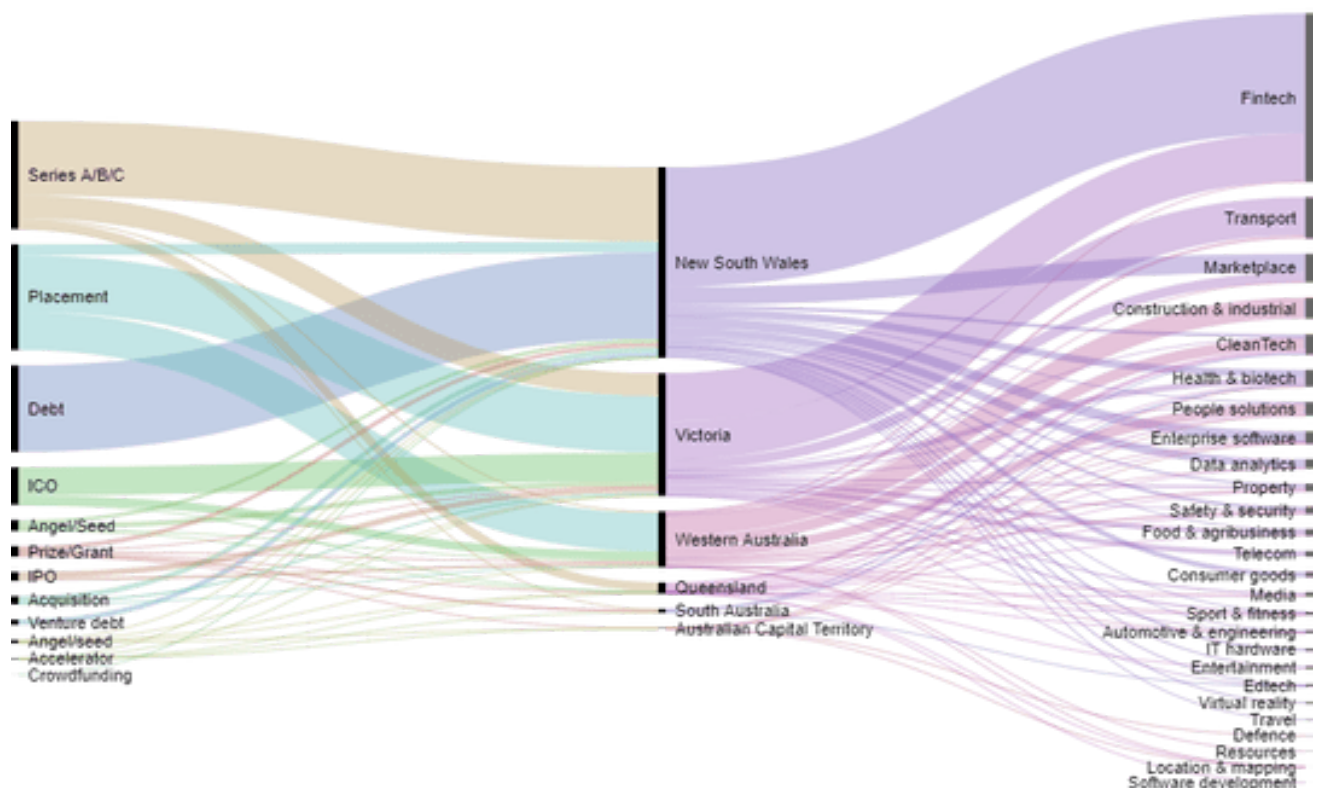 Series A/B/C
Placement
Debt
ICO
Angel/Seed
Prize/Grant
IPO
Acquisition
Venture debt
Angel/seed
Accelerator
Crowdfunding
New South Wales
Victoria
Western Australia
Queensland
South Australia
Australian Capital Territory
Fintech
Transport
Marketplace
Construction & industrial
CleanTech
Health & biotech
People solutions
Enterprise software
Data analytics
Property
Safety & security
Food & agribusiness
Telecom
Consumer goods
Media
Sport & fitness
Automotive & engineering
IT hardware
Entertainment
Edtech
Virtual reality
Travel
Defence
Resources
Location & mapping
Software development